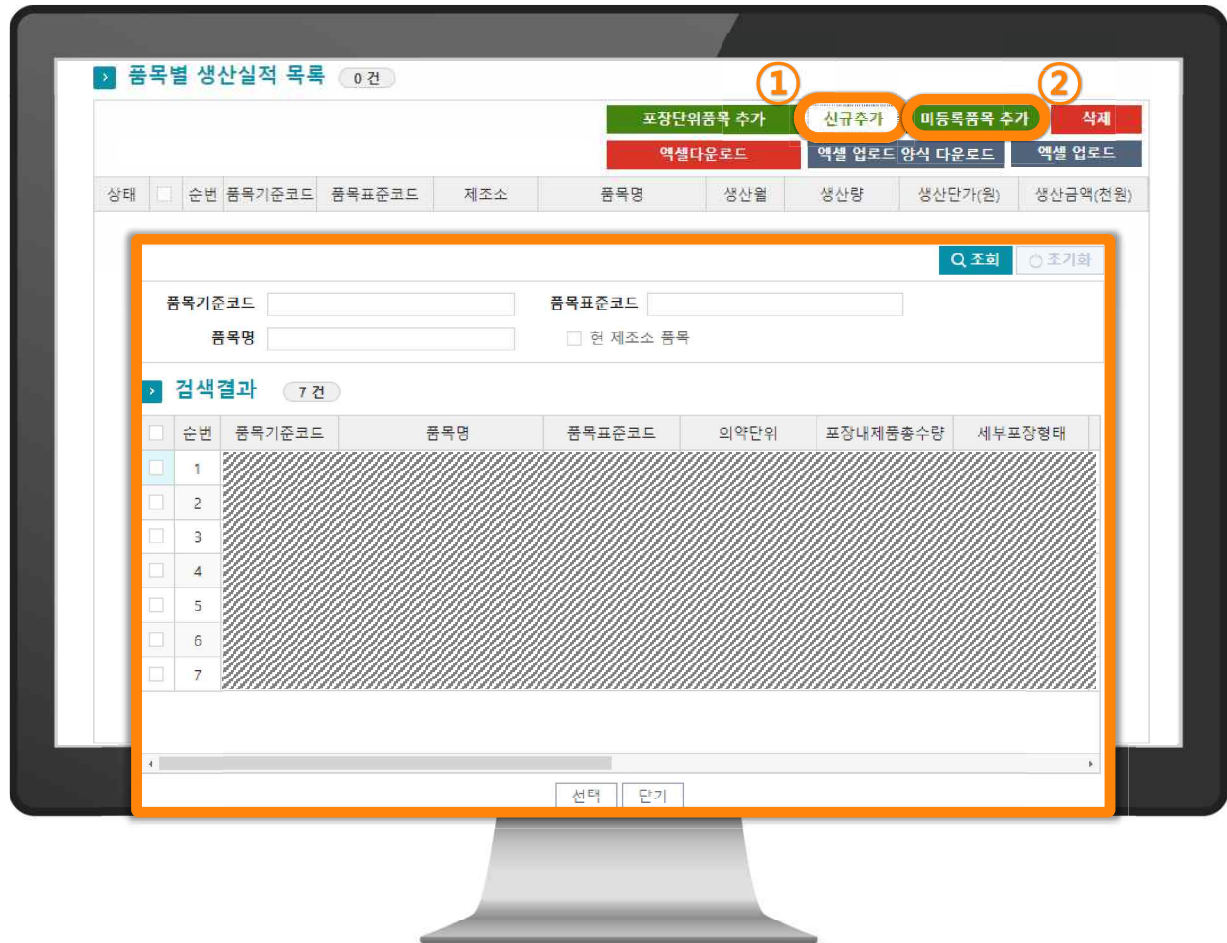 품목별 생산실적 목록 0 건
① ②
포장단위품목 추가 신규추가 미등록품목 추가 삭제
엑셀다운로드 엑셀 업로드 양식 다운로드 엑셀 업로드
상태 순번 품목기준코드 품목표준코드 제조소 품목명 생산월 생산량 생산단가(원) 생산금액(천원)
조회 초기화
품목기준코드 품목표준코드
품목명 현 제조소 품목
검색결과 7 건
순번 품목기준코드 품목명 품목표준코드 의약단위 포장내제품총수량 세부포장형태
1
2
3
4
5
6
7
선택 닫기